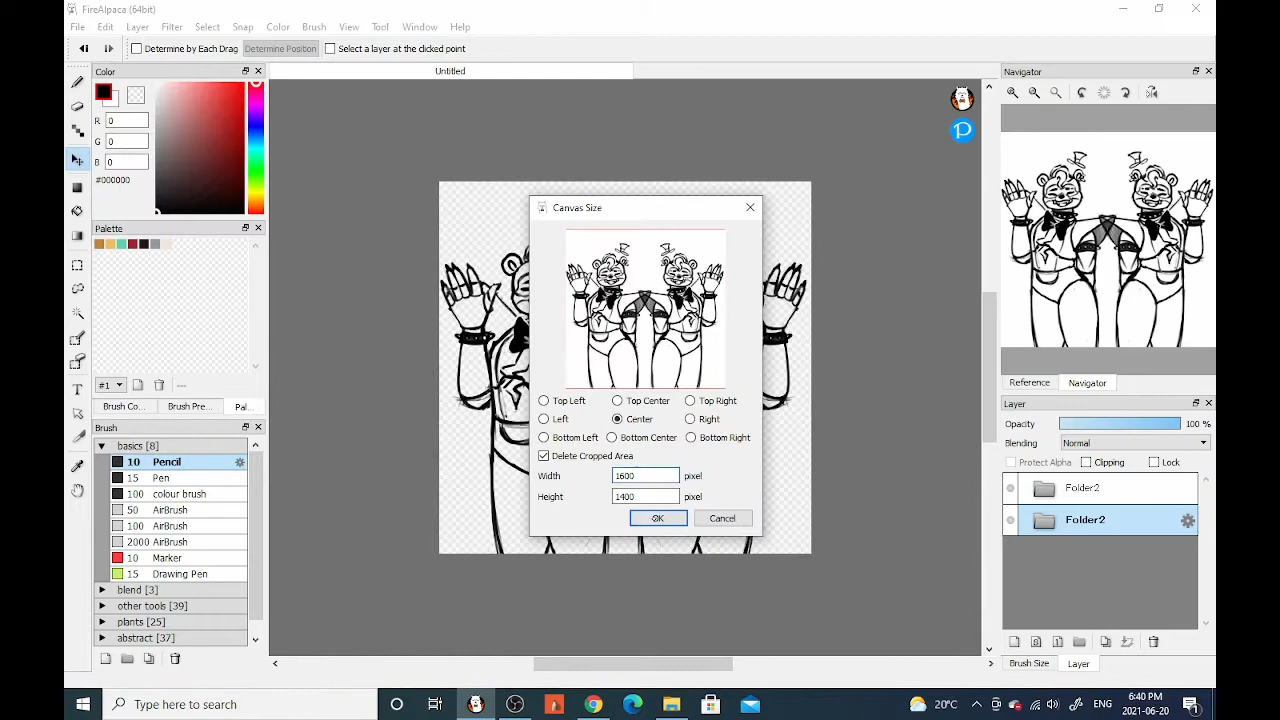 FireAlpaca (64bit)
File Edit Layer Filter Select Snap Color Brush View Tool Window Help
Determine by Each Drag Determine Position Select a layer at the clicked point
Color
R 0
G 0
B 0
#000000
Palette
#1 ---
Brush Co... Brush Pre... Pal...
Brush
basics [8]
10 Pencil
15 Pen
100 colour brush
50 AirBrush
100 AirBrush
2000 AirBrush
10 Marker
15 Drawing Pen
blend [3]
other tools [39]
plants [25]
abstract [37]
Untitled
Canvas Size
Top Left Top Center Top Right
Left Center Right
Bottom Left Bottom Center Bottom Right
Delete Cropped Area
Width 1600 pixel
Height 1400 pixel
OK Cancel
Navigator
Reference Navigator
Layer
Opacity 100 %
Blending Normal
Protect Alpha Clipping Lock
Folder2
Folder2
Brush Size Layer
Type here to search
20°C ENG
6:40 PM
2021-06-20
1